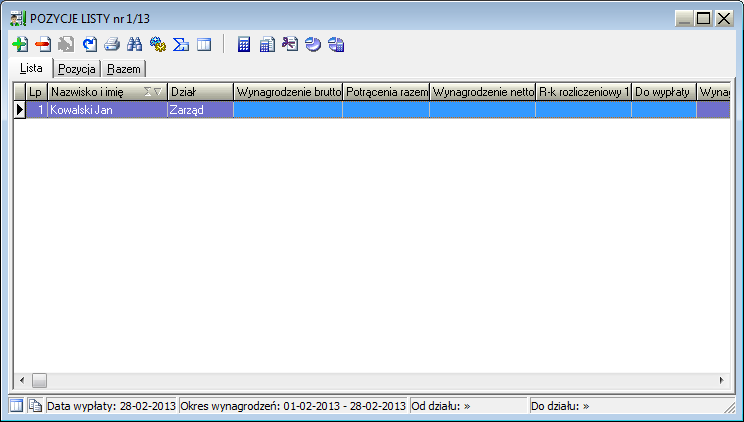 POZYCJE LISTY nr 1/13
Lista Pozycja Razem
Lp Nazwisko i imię Dział Wynagrodzenie brutto Potrącenia razem Wynagrodzenie netto R-k rozliczeniowy 1 Do wypłaty Wynag
1 Kowalski Jan Zarząd
Data wypłaty: 28-02-2013 Okres wynagrodzeń: 01-02-2013 - 28-02-2013 Od działu: » Do działu: »